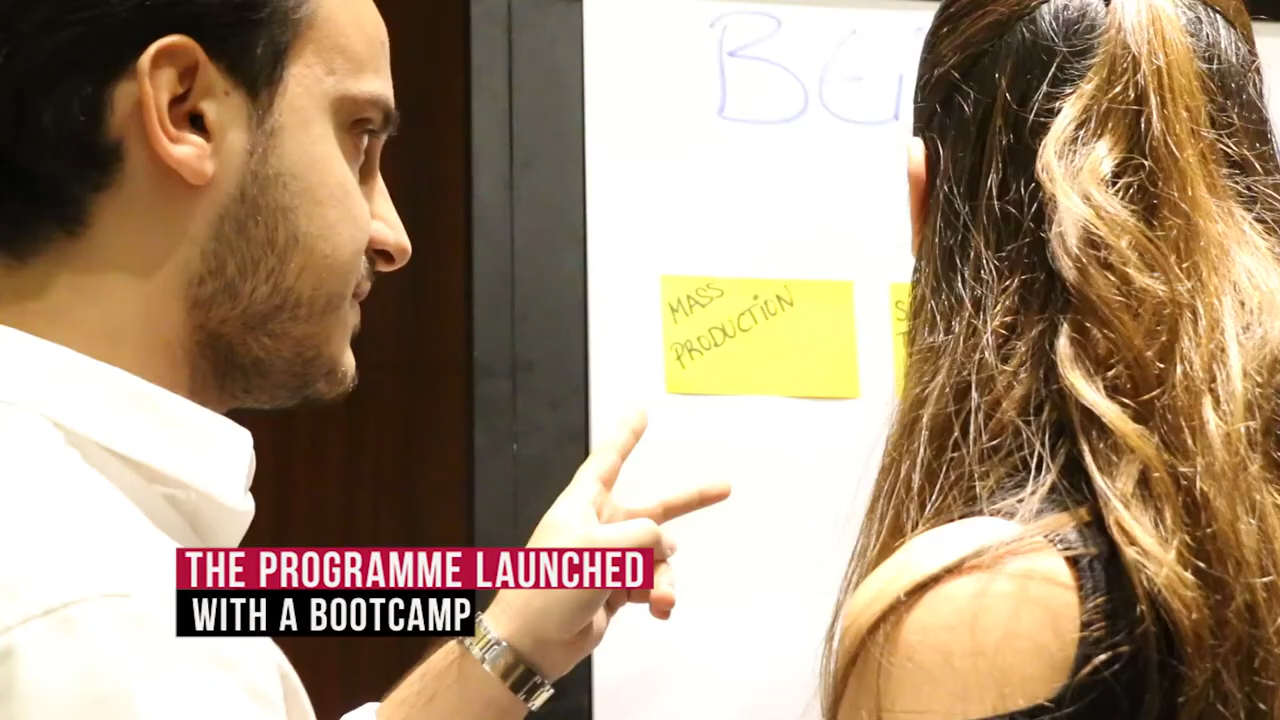 MASS
PRODUCTION
THE PROGRAMME LAUNCHED
WITH A BOOTCAMP